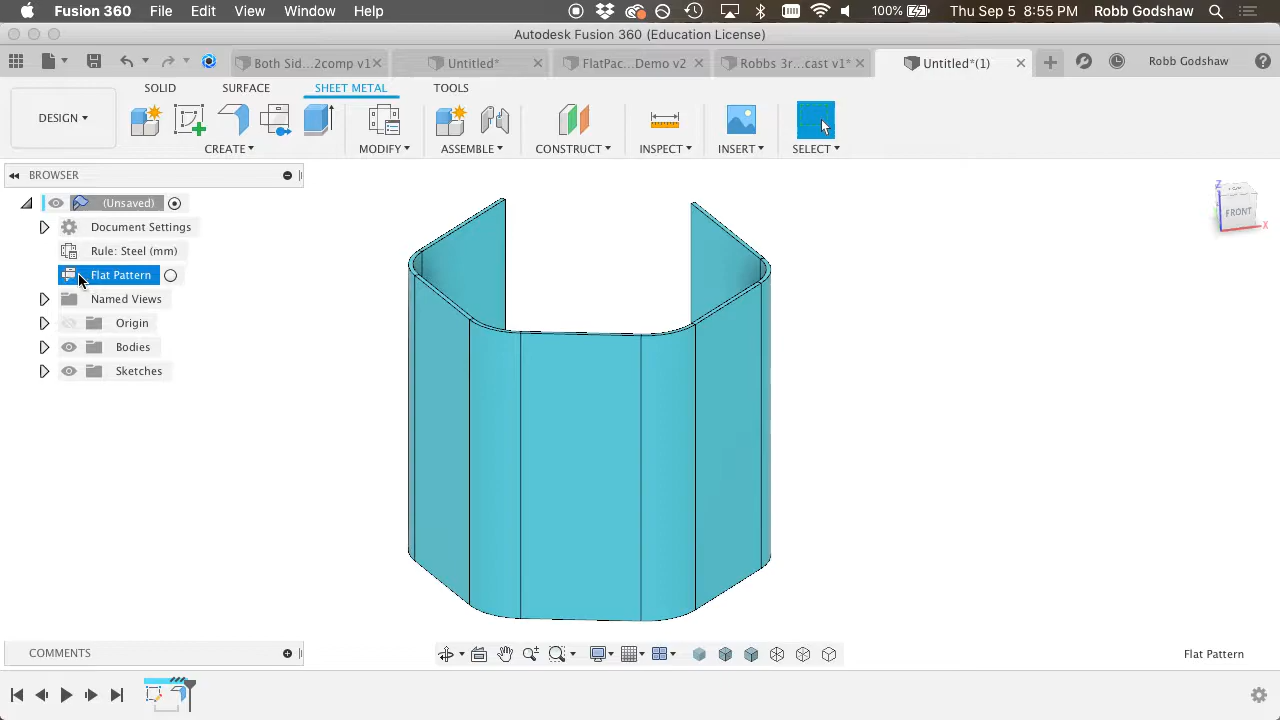 Fusion 360 File Edit View Window Help 100% Thu Sep 5 8:55 PM Robb Godshaw
Autodesk Fusion 360 (Education License)
Both Sid...2comp v1 Untitled* FlatPac...Demo v2 Robbs 3r...cast v1* Untitled*(1) Robb Godshaw
SOLID SURFACE SHEET METAL TOOLS
DESIGN
CREATE MODIFY ASSEMBLE CONSTRUCT INSPECT INSERT SELECT
BROWSER
(Unsaved)
Document Settings
Rule: Steel (mm)
Flat Pattern
Named Views
Origin
Bodies
Sketches
FRONT
Z
X
COMMENTS
Flat Pattern